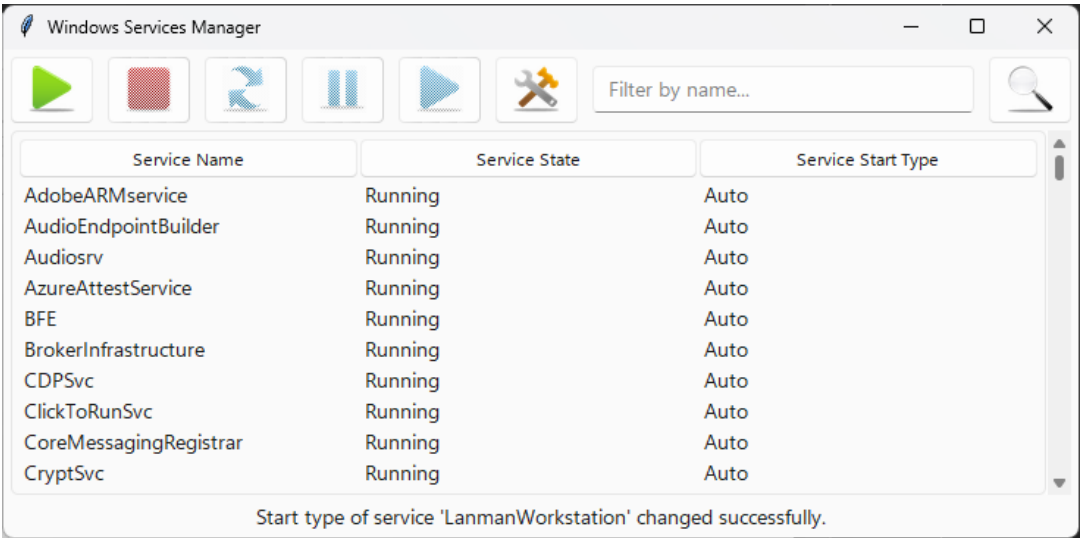 Windows Services Manager
Filter by name...
Service Name Service State Service Start Type
AdobeARMservice Running Auto
AudioEndpointBuilder Running Auto
Audiosrv Running Auto
AzureAttestService Running Auto
BFE Running Auto
BrokerInfrastructure Running Auto
CDPSvc Running Auto
ClickToRunSvc Running Auto
CoreMessagingRegistrar Running Auto
CryptSvc Running Auto
Start type of service 'LanmanWorkstation' changed successfully.